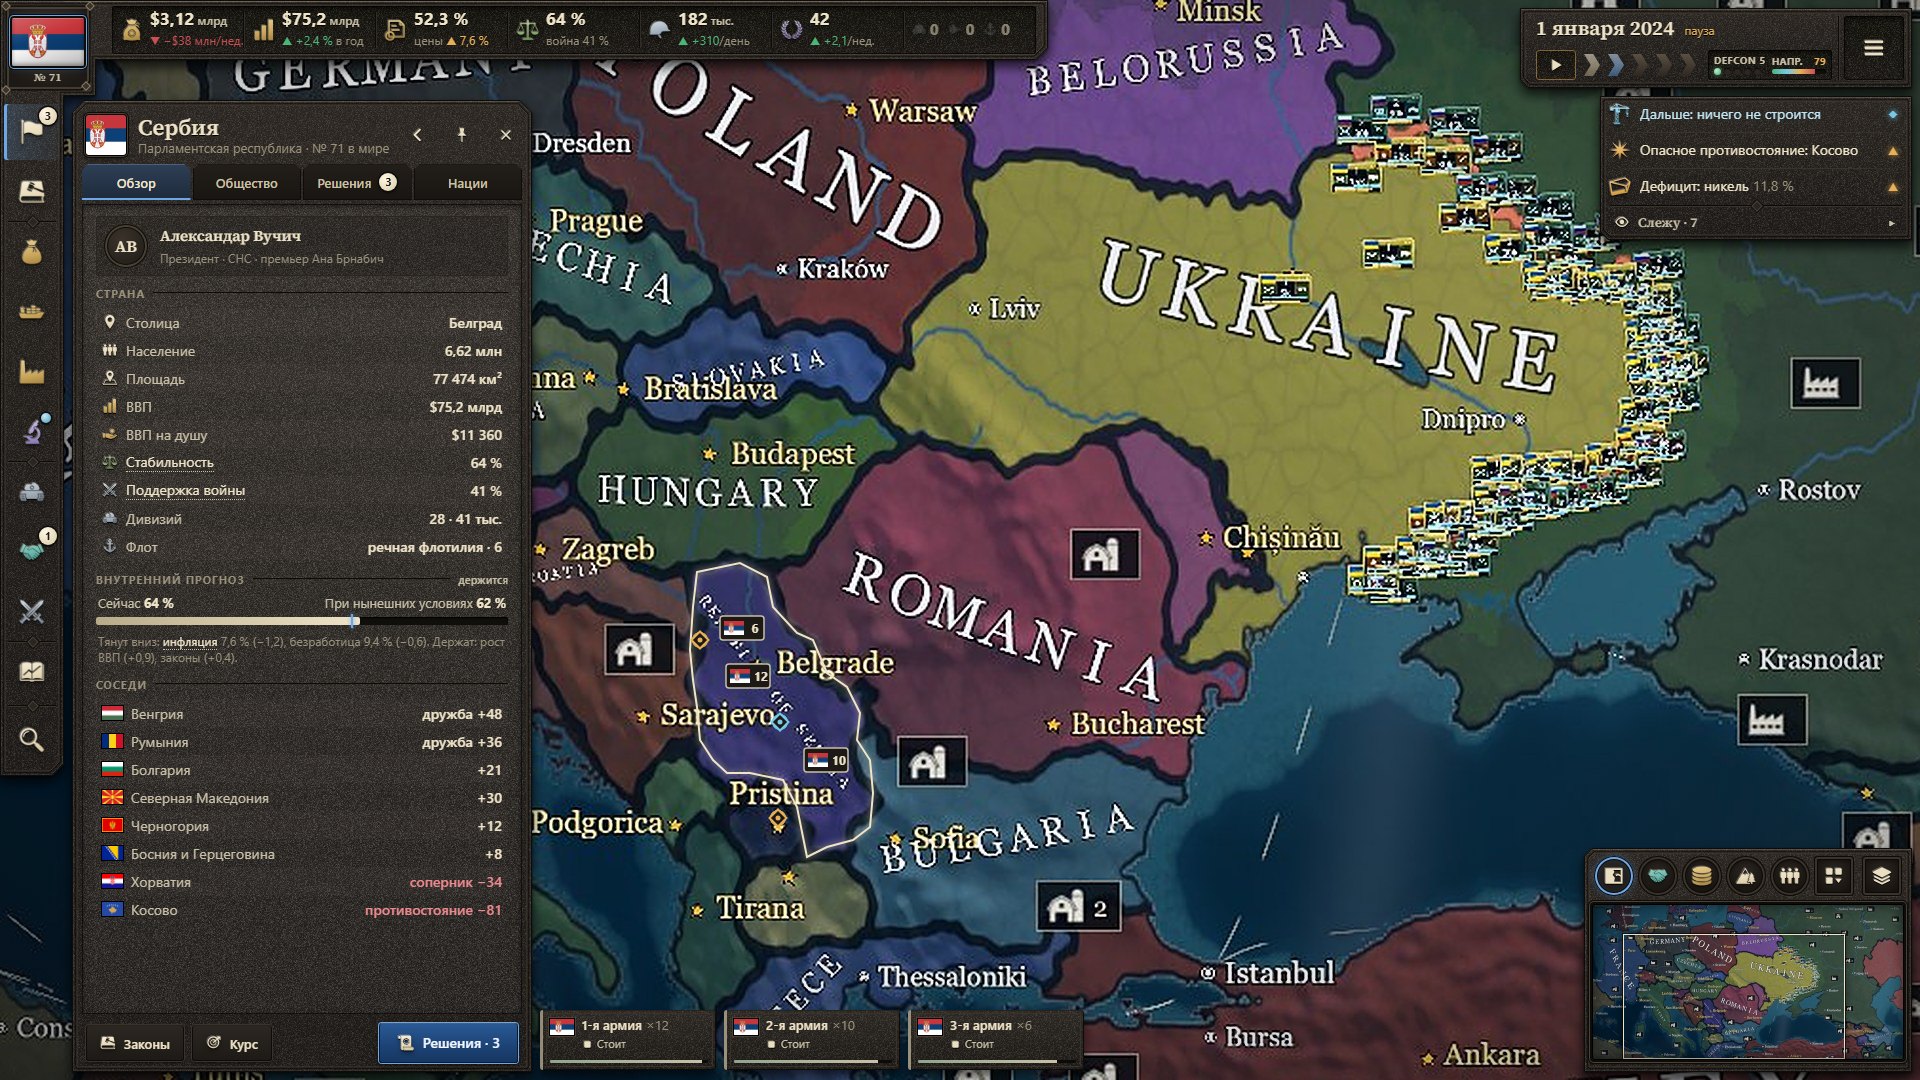 № 71
$3,12 млрд
▼ −$38 млн/нед.
$75,2 млрд
▲ +2,4 % в год
52,3 %
цены ▲ 7,6 %
64 %
война 41 %
182 тыс.
▲ +310/день
42
▲ +2,1/нед.
0
0
0
1 января 2024 пауза
DEFCON 5
НАПР. 79
Дальше: ничего не строится
Опасное противостояние: Косово
Дефицит: никель 11,8 %
Слежу · 7
3
1
Сербия
Парламентская республика · № 71 в мире
Обзор
Общество
Решения 3
Нации
АВ
Александар Вучич
Президент · СНС · премьер Ана Брнабич
СТРАНА
Столица Белград
Население 6,62 млн
Площадь 77 474 км²
ВВП $75,2 млрд
ВВП на душу $11 360
Стабильность 64 %
Поддержка войны 41 %
Дивизий 28 · 41 тыс.
Флот речная флотилия · 6
ВНУТРЕННИЙ ПРОГНОЗ держится
Сейчас 64 % При нынешних условиях 62 %
Тянут вниз: инфляция 7,6 % (−1,2), безработица 9,4 % (−0,6). Держат: рост
ВВП (+0,9), законы (+0,4).
СОСЕДИ
Венгрия дружба +48
Румыния дружба +36
Болгария +21
Северная Македония +30
Черногория +12
Босния и Герцеговина +8
Хорватия соперник −34
Косово противостояние −81
Законы
Курс
Решения · 3
GERMANY
POLAND
BELORUSSIA
Minsk
Warsaw
Dresden
Prague
ECHIA
Kraków
Lviv
UKRAINE
SLOVAKIA
nna
Bratislava
Dnipro
Budapest
HUNGARY
Rostov
Zagreb
Chișinău
ROMANIA
6
Belgrade
12
Krasnodar
Sarajevo
Bucharest
10
Pristina
Podgorica
Sofia
BULGARIA
Tirana
2
EECE
Thessaloniki
Istanbul
Bursa
Ankara
Cons
1-я армия ×12
Стоит
2-я армия ×10
Стоит
3-я армия ×6
Стоит